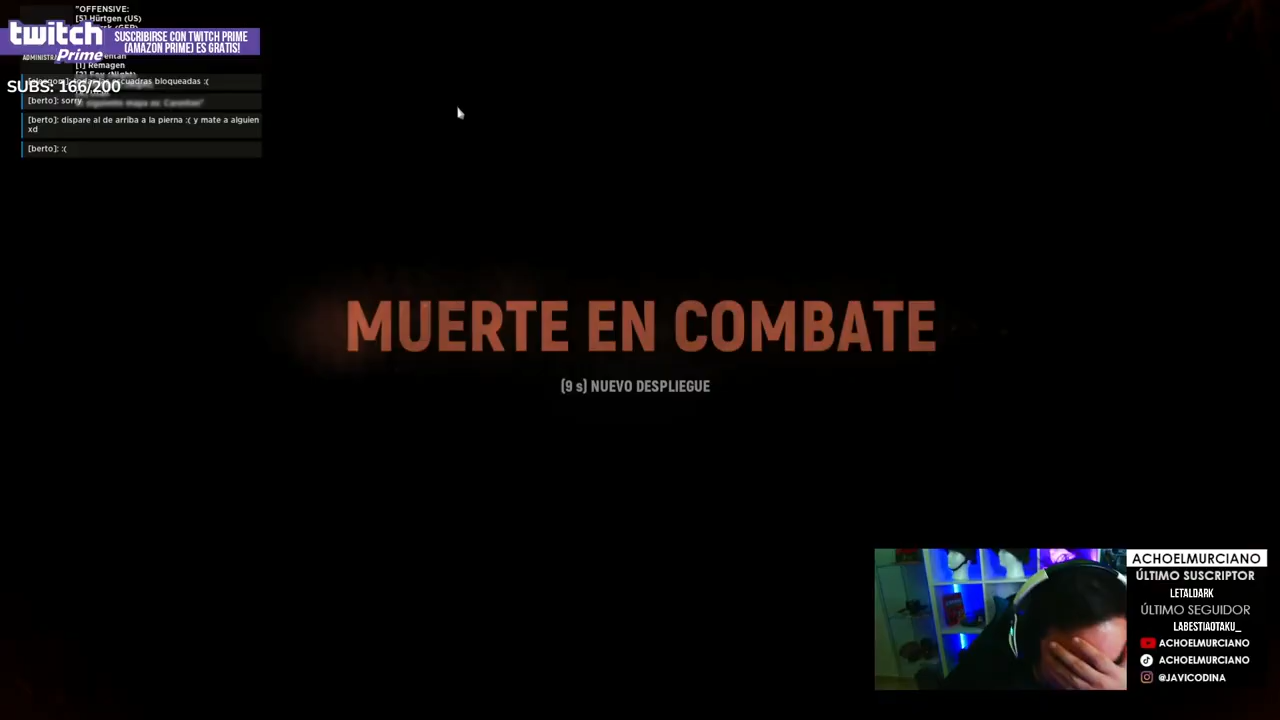 "OFFENSIVE:
[5] Hürtgen (US)
twitch
Prime
SUSCRIBIRSE CON TWITCH PRIME
(AMAZON PRIME) ES GRATIS!
[1] Remagen
bloqueadas :(
SUBS: 166/200
[berto]: sorry
[berto]: dispare al de arriba a la pierna :( y mate a alguien
xd
[berto]: :(
MUERTE EN COMBATE
(9 s) NUEVO DESPLIEGUE
ACHOELMURCIANO
ÚLTIMO SUSCRIPTOR
LETALDARK
ÚLTIMO SEGUIDOR
LABESTIAOTAKU_
ACHOELMURCIANO
ACHOELMURCIANO
@JAVICODINA